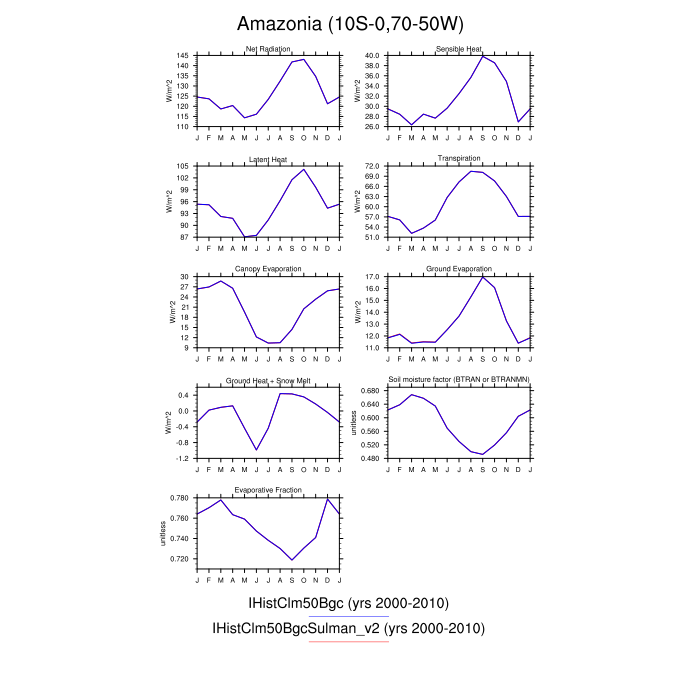 Amazonia (10S-0,70-50W)
Net Radiation
W/m^2
145
140
135
130
125
120
115
110
J F M A M J J A S O N D J
Sensible Heat
W/m^2
40.0
38.0
36.0
34.0
32.0
30.0
28.0
26.0
J F M A M J J A S O N D J
Latent Heat
W/m^2
105
102
99
96
93
90
87
J F M A M J J A S O N D J
Transpiration
W/m^2
72.0
69.0
66.0
63.0
60.0
57.0
54.0
51.0
J F M A M J J A S O N D J
Canopy Evaporation
W/m^2
30
27
24
21
18
15
12
9
J F M A M J J A S O N D J
Ground Evaporation
W/m^2
17.0
16.0
15.0
14.0
13.0
12.0
11.0
J F M A M J J A S O N D J
Ground Heat + Snow Melt
W/m^2
0.4
0.0
-0.4
-0.8
-1.2
J F M A M J J A S O N D J
Soil moisture factor (BTRAN or BTRANMN)
unitless
0.680
0.640
0.600
0.560
0.520
0.480
J F M A M J J A S O N D J
Evaporative Fraction
unitless
0.780
0.760
0.740
0.720
J F M A M J J A S O N D J
IHistClm50Bgc (yrs 2000-2010)
IHistClm50BgcSulman_v2 (yrs 2000-2010)